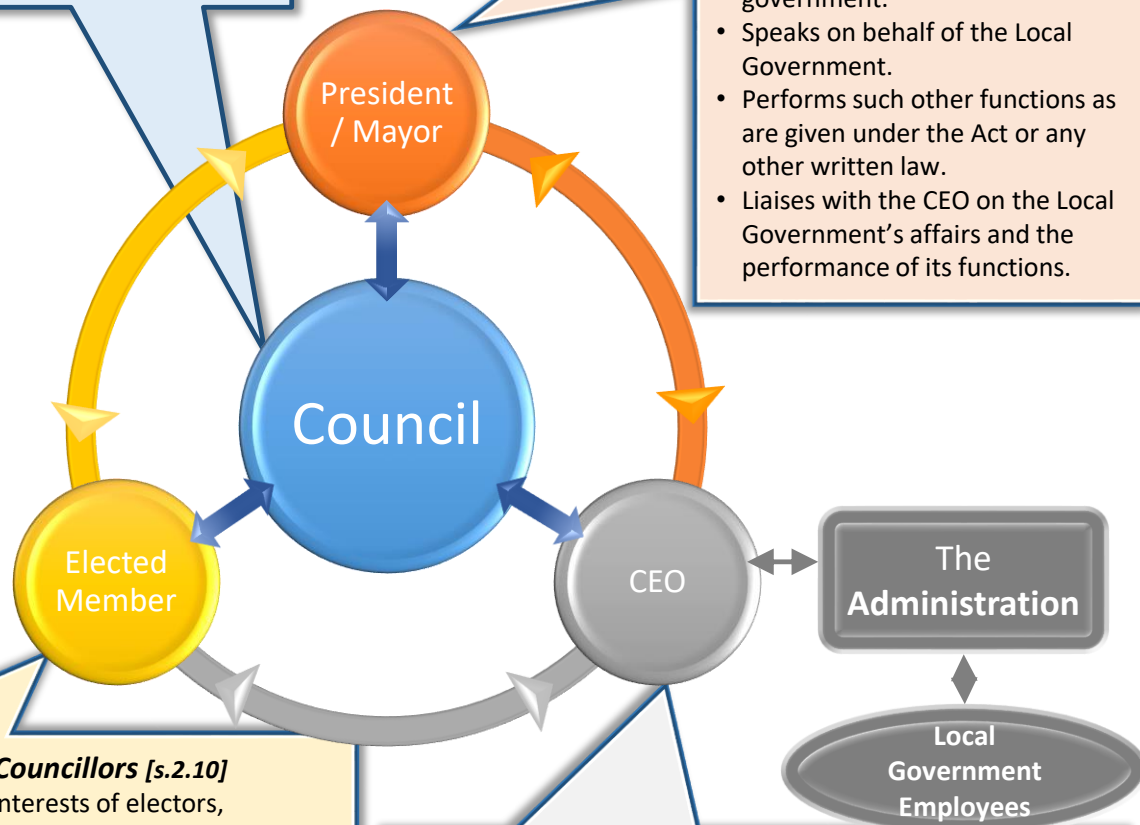 government.
• Speaks on behalf of the Local
Government.
• Performs such other functions as
are given under the Act or any
other written law.
• Liaises with the CEO on the Local
Government's affairs and the
performance of its functions.
President
/ Mayor
Council
Elected
Member
CEO
The
Administration
Local
Government
Employees
Councillors [s.2.10]
nterests of electors,